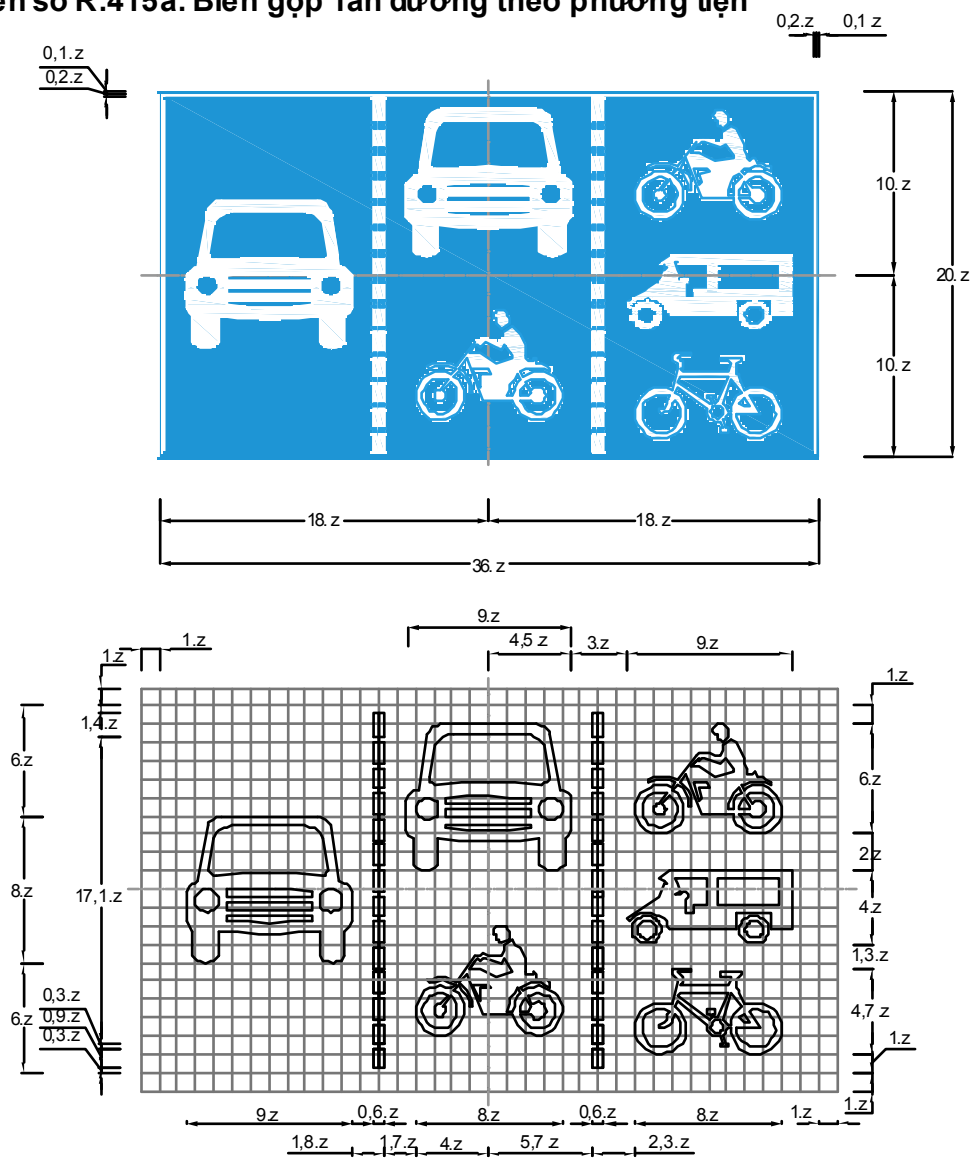 ển số R.415a. Biển gộp làn đường theo phương tiện
0,2.z 0,1.z
0,1.z
0,2.z
10.z
20.z
10.z
18.z 18.z
36.z
9.z
1.z 4,5.z 3.z 9.z
1.z 1.z
1,4.z
6.z 6.z
2.z
8.z 17,1.z 4.z
1,3.z
0,3.z
6.z 0,9.z 4,7.z
0,3.z 1.z
1.z
9.z 0,6.z 8.z 0,6.z 8.z 1.z
1,8.z 1,7.z 4.z 5,7.z 2,3.z